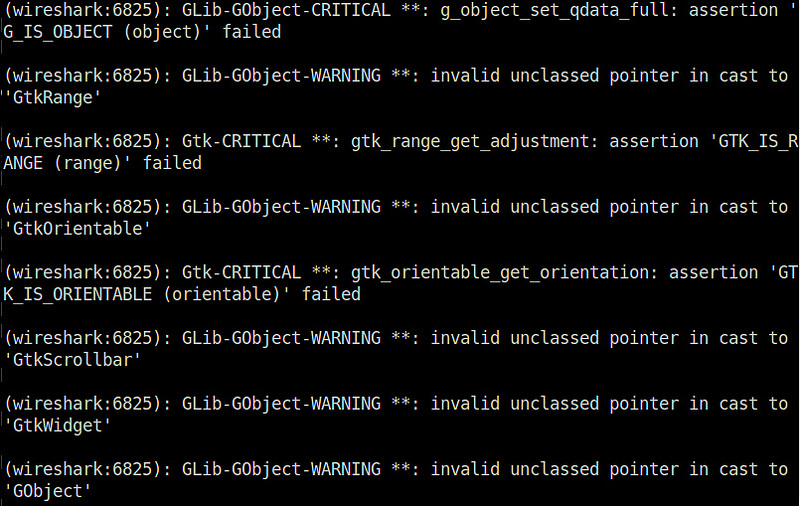 (wireshark:6825): GLib-GObject-CRITICAL **: g_object_set_qdata_full: assertion '
G_IS_OBJECT (object)' failed
(wireshark:6825): GLib-GObject-WARNING **: invalid unclassed pointer in cast to
'GtkRange'
(wireshark:6825): Gtk-CRITICAL **: gtk_range_get_adjustment: assertion 'GTK_IS_R
ANGE (range)' failed
(wireshark:6825): GLib-GObject-WARNING **: invalid unclassed pointer in cast to
'GtkOrientable'
(wireshark:6825): Gtk-CRITICAL **: gtk_orientable_get_orientation: assertion 'GT
K_IS_ORIENTABLE (orientable)' failed
(wireshark:6825): GLib-GObject-WARNING **: invalid unclassed pointer in cast to
'GtkScrollbar'
(wireshark:6825): GLib-GObject-WARNING **: invalid unclassed pointer in cast to
'GtkWidget'
(wireshark:6825): GLib-GObject-WARNING **: invalid unclassed pointer in cast to
'GObject'